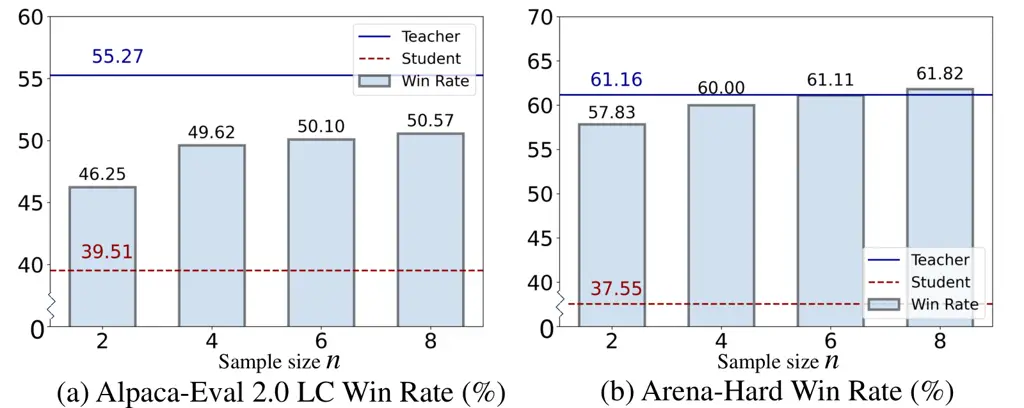 60
55
50
45
40
0
55.27
46.25
49.62
50.10
50.57
39.51
Teacher
Student
Win Rate
2 4 6 8
Sample size n
(a) Alpaca-Eval 2.0 LC Win Rate (%)
70
65
60
55
50
45
40
0
61.16
57.83
60.00
61.11
61.82
37.55
Teacher
Student
Win Rate
2 4 6 8
Sample size n
(b) Arena-Hard Win Rate (%)